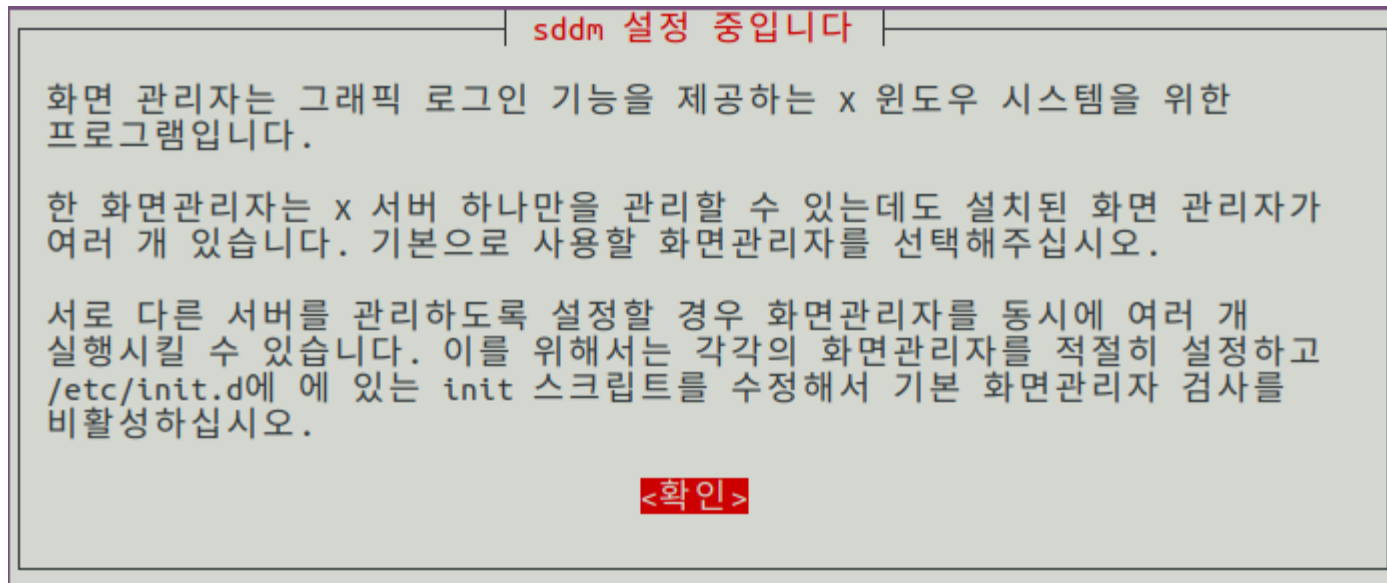 sddm 설정 중입니다
화면 관리자는 그래픽 로그인 기능을 제공하는 X 윈도우 시스템을 위한
프로그램입니다.
한 화면관리자는 X 서버 하나만을 관리할 수 있는데도 설치된 화면 관리자가
여러 개 있습니다. 기본으로 사용할 화면관리자를 선택해주십시오.
서로 다른 서버를 관리하도록 설정할 경우 화면관리자를 동시에 여러 개
실행시킬 수 있습니다. 이를 위해서는 각각의 화면관리자를 적절히 설정하고
/etc/init.d에 에 있는 init 스크립트를 수정해서 기본 화면관리자 검사를
비활성하십시오.
<확인>